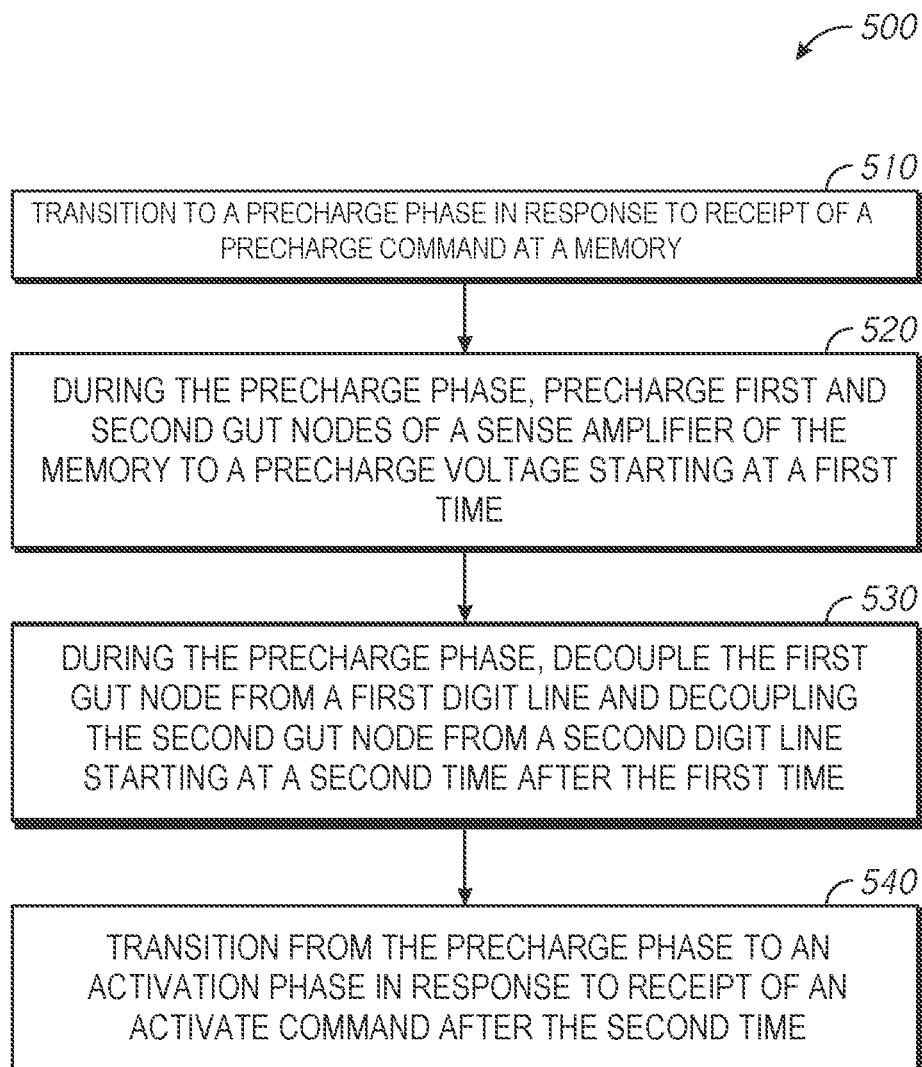 500
510
TRANSITION TO A PRECHARGE PHASE IN RESPONSE TO RECEIPT OF A
PRECHARGE COMMAND AT A MEMORY
520
DURING THE PRECHARGE PHASE, PRECHARGE FIRST AND
SECOND GUT NODES OF A SENSE AMPLIFIER OF THE
MEMORY TO A PRECHARGE VOLTAGE STARTING AT A FIRST
TIME
530
DURING THE PRECHARGE PHASE, DECOUPLE THE FIRST
GUT NODE FROM A FIRST DIGIT LINE AND DECOUPLING
THE SECOND GUT NODE FROM A SECOND DIGIT LINE
STARTING AT A SECOND TIME AFTER THE FIRST TIME
540
TRANSITION FROM THE PRECHARGE PHASE TO AN
ACTIVATION PHASE IN RESPONSE TO RECEIPT OF AN
ACTIVATE COMMAND AFTER THE SECOND TIME